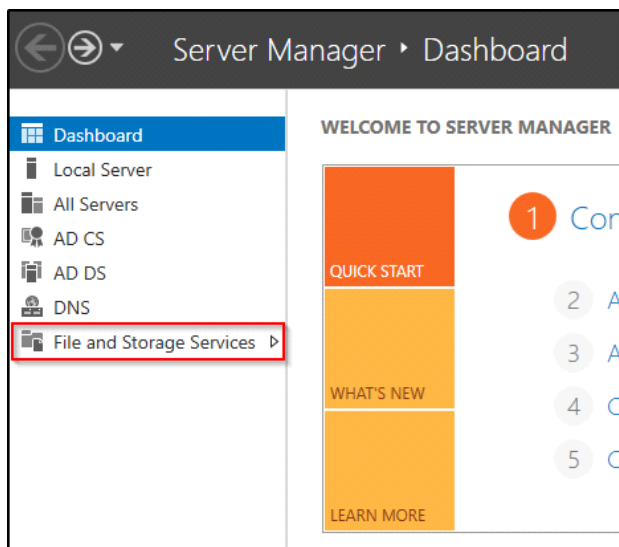 Server Manager ‣ Dashboard
Dashboard
Local Server
All Servers
AD CS
AD DS
DNS
File and Storage Services
WELCOME TO SERVER MANAGER
QUICK START
WHAT'S NEW
LEARN MORE
1
2
3
4
5